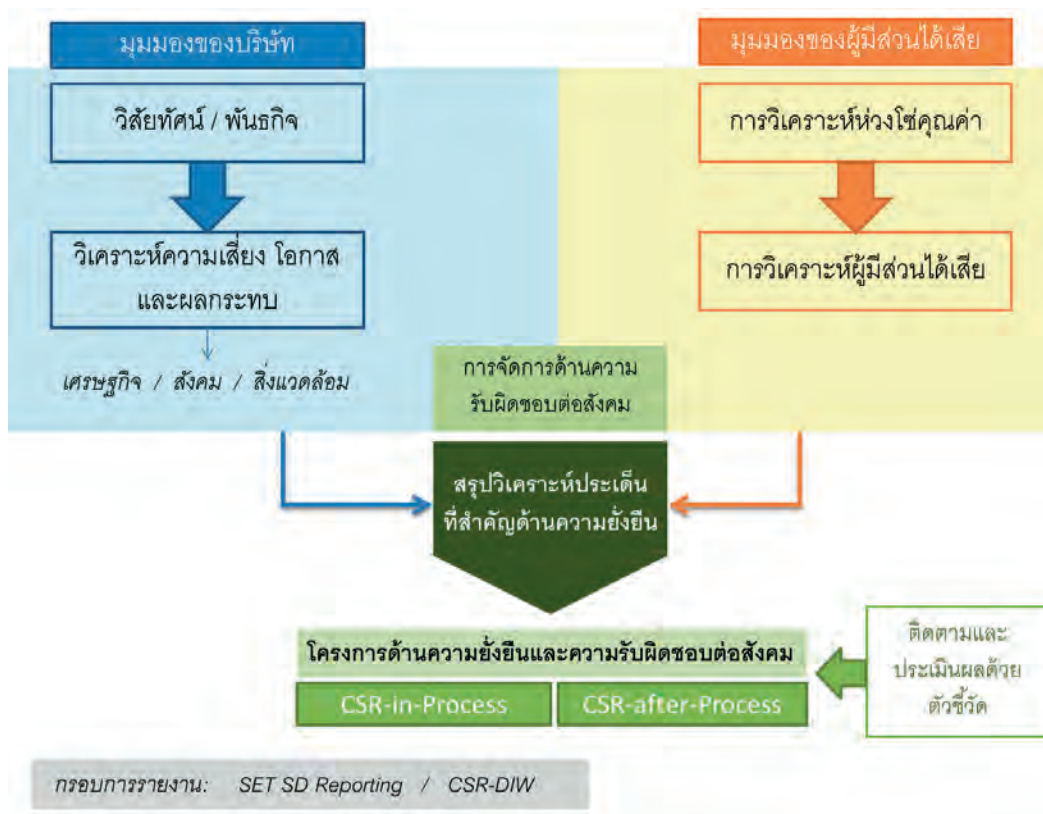 มุมมองของบริษัท
มุมมองของผู้มีส่วนได้เสีย
วิสัยทัศน์ / พันธกิจ
การวิเคราะห์ห่วงโซ่คุณค่า
วิเคราะห์ความเสี่ยง โอกาส
และผลกระทบ
การวิเคราะห์ผู้มีส่วนได้เสีย
เศรษฐกิจ / สังคม / สิ่งแวดล้อม
การจัดการด้านความ
รับผิดชอบต่อสังคม
สรุปวิเคราะห์ประเด็น
ที่สำคัญด้านความยั่งยืน
โครงการด้านความยั่งยืนและความรับผิดชอบต่อสังคม
CSR-in-Process
CSR-after-Process
ติดตามและ
ประเมินผลด้วย
ตัวชี้วัด
กรอบการรายงาน: SET SD Reporting / CSR-DIW